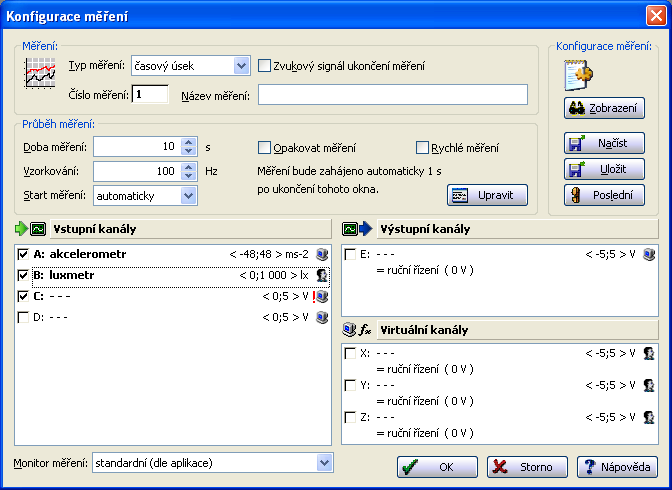 Konfigurace měření
Měření:
Typ měření: časový úsek
Zvukový signál ukončení měření
Číslo měření: 1
Název měření:
Průběh měření:
Doba měření: 10 s
Opakovat měření
Rychlé měření
Vzorkování: 100 Hz
Měření bude zahájeno automaticky 1 s
po ukončení tohoto okna.
Start měření: automaticky
Upravit
Konfigurace měření:
Zobrazení
Načíst
Uložit
Poslední
Vstupní kanály
A: akcelerometr < -48;48 > ms-2
B: luxmetr < 0;1 000 > lx
C: - - - < 0;5 > V !
D: - - - < 0;5 > V
Výstupní kanály
E: - - - < -5;5 > V
= ruční řízení ( 0 V )
fx Virtuální kanály
X: - - - < -5;5 > V
= ruční řízení ( 0 V )
Y: - - - < -5;5 > V
= ruční řízení ( 0 V )
Z: - - - < -5;5 > V
= ruční řízení ( 0 V )
Monitor měření: standardní (dle aplikace)
OK
Storno
? Nápověda